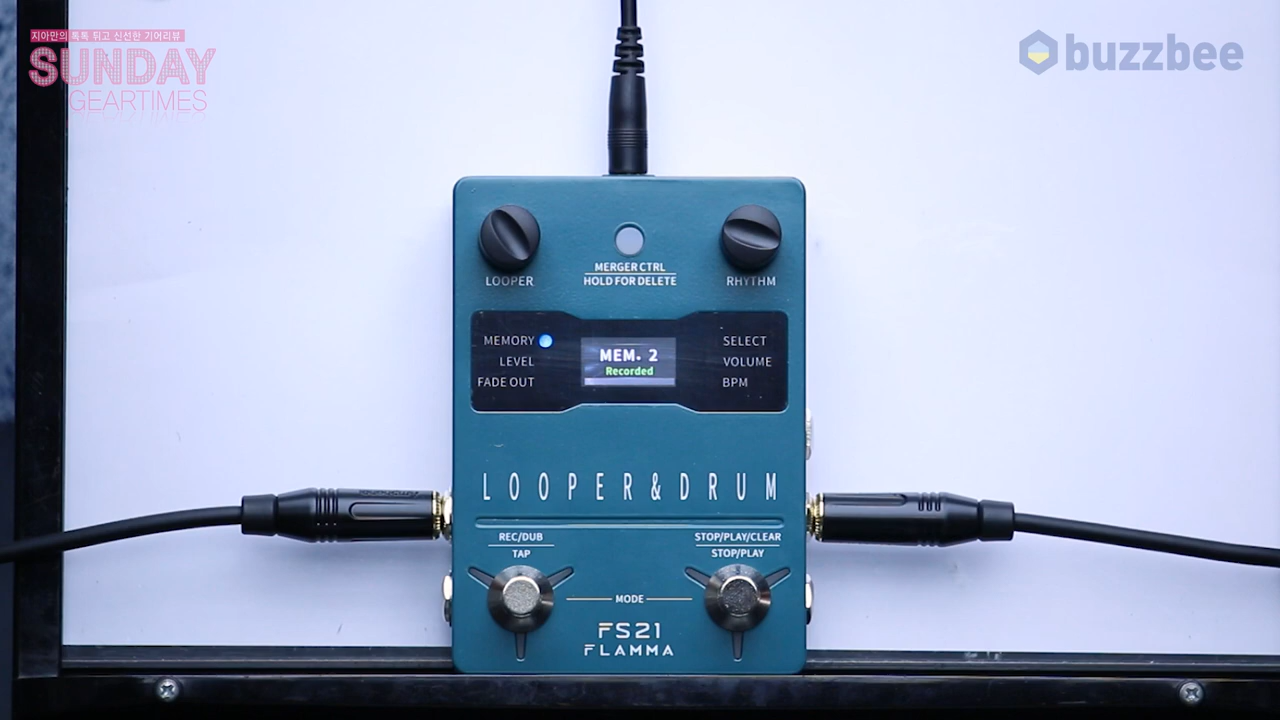 지아만의 톡톡 튀고 신선한 기어리뷰
SUNDAY
GEARTIMES
buzzbee
LOOPER
MERGER CTRL
HOLD FOR DELETE
RHYTHM
MEMORY
LEVEL
FADE OUT
MEM. 2
Recorded
SELECT
VOLUME
BPM
LOOPER&DRUM
REC/DUB
TAP
STOP/PLAY/CLEAR
STOP/PLAY
MODE
FS21
FLAMMA